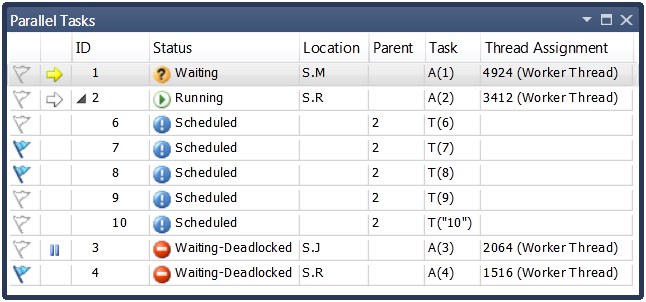 Parallel Tasks
ID Status Location Parent Task Thread Assignment
1 Waiting S.M A(1) 4924 (Worker Thread)
2 Running S.R A(2) 3412 (Worker Thread)
6 Scheduled 2 T(6)
7 Scheduled 2 T(7)
8 Scheduled 2 T(8)
9 Scheduled 2 T(9)
10 Scheduled 2 T("10")
3 Waiting-Deadlocked S.J A(3) 2064 (Worker Thread)
4 Waiting-Deadlocked S.R A(4) 1516 (Worker Thread)